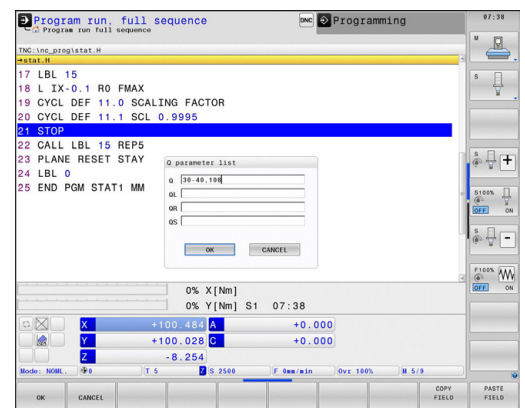 Program run, full sequence
Program run full sequence
DNC
Programming
07:38
TNC:\nc_prog\stat.H
→stat.H
17 LBL 15
18 L IX-0.1 R0 FMAX
19 CYCL DEF 11.0 SCALING FACTOR
20 CYCL DEF 11.1 SCL 0.9995
21 STOP
22 CALL LBL 15 REP5
23 PLANE RESET STAY
24 LBL 0
25 END PGM STAT1 MM
Q parameter list
Q 30-40,108
QL
QR
QS
OK
CANCEL
0% X[Nm]
0% Y[Nm] S1 07:38
X +100.484 A +0.000
Y +100.028 C +0.000
Z -8.254
Mode: NOML. 0 T 5 Z S 2500 F 0mm/min Ovr 100% M 5/9
M
S
S
S100%
OFF ON
S
F100%
OFF ON
OK
CANCEL
COPY FIELD
PASTE FIELD